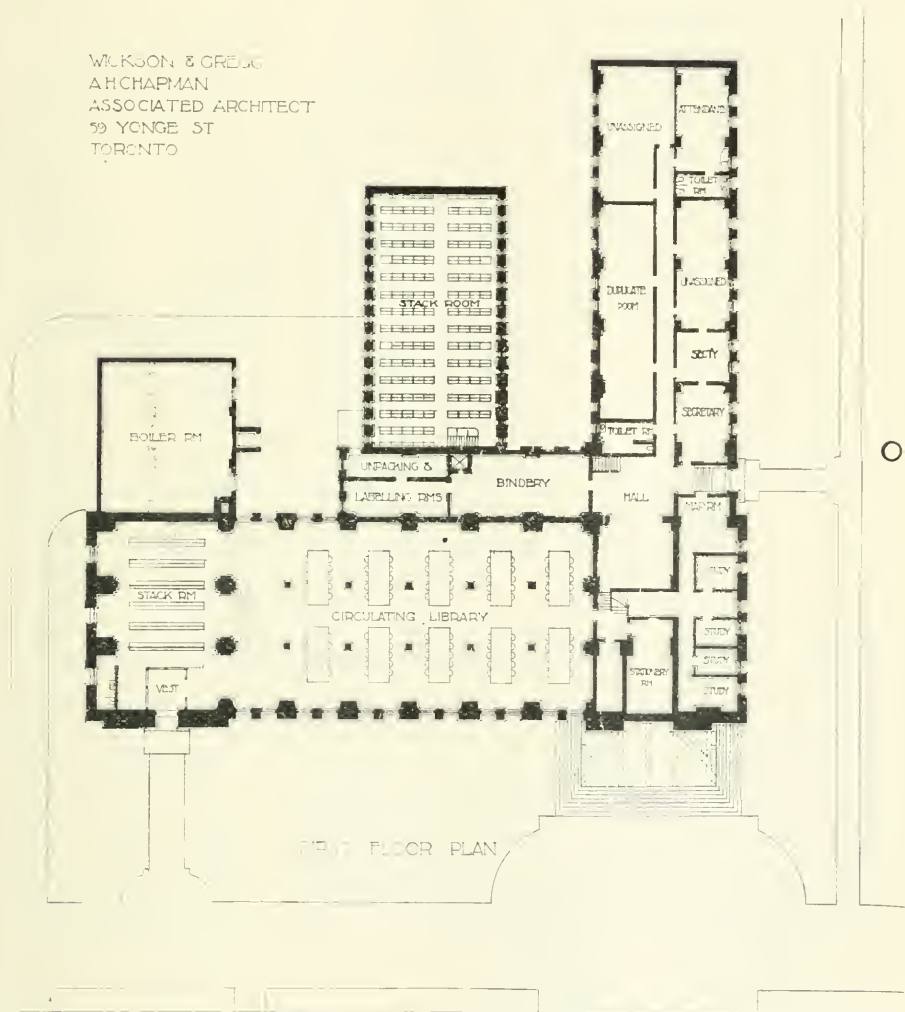 WICKSON & GREGG
A H CHAPMAN
ASSOCIATED ARCHITECT
59 YONGE ST
TORONTO
UNASSIGNED
ATTENDANTS
TOILET
RM
STACK ROOM
DUPLICATE
ROOM
UNASSIGNED
SECTY
SECRETARY
TOILET RM
BOILER RM
UNPACKING &
LABELLING RMS
BINDERY
HALL
MAP RM
STUDY
STACK RM
CIRCULATING LIBRARY
STUDY
STUDY
STUDY
STATIONERY
RM
VEST
FIRST FLOOR PLAN